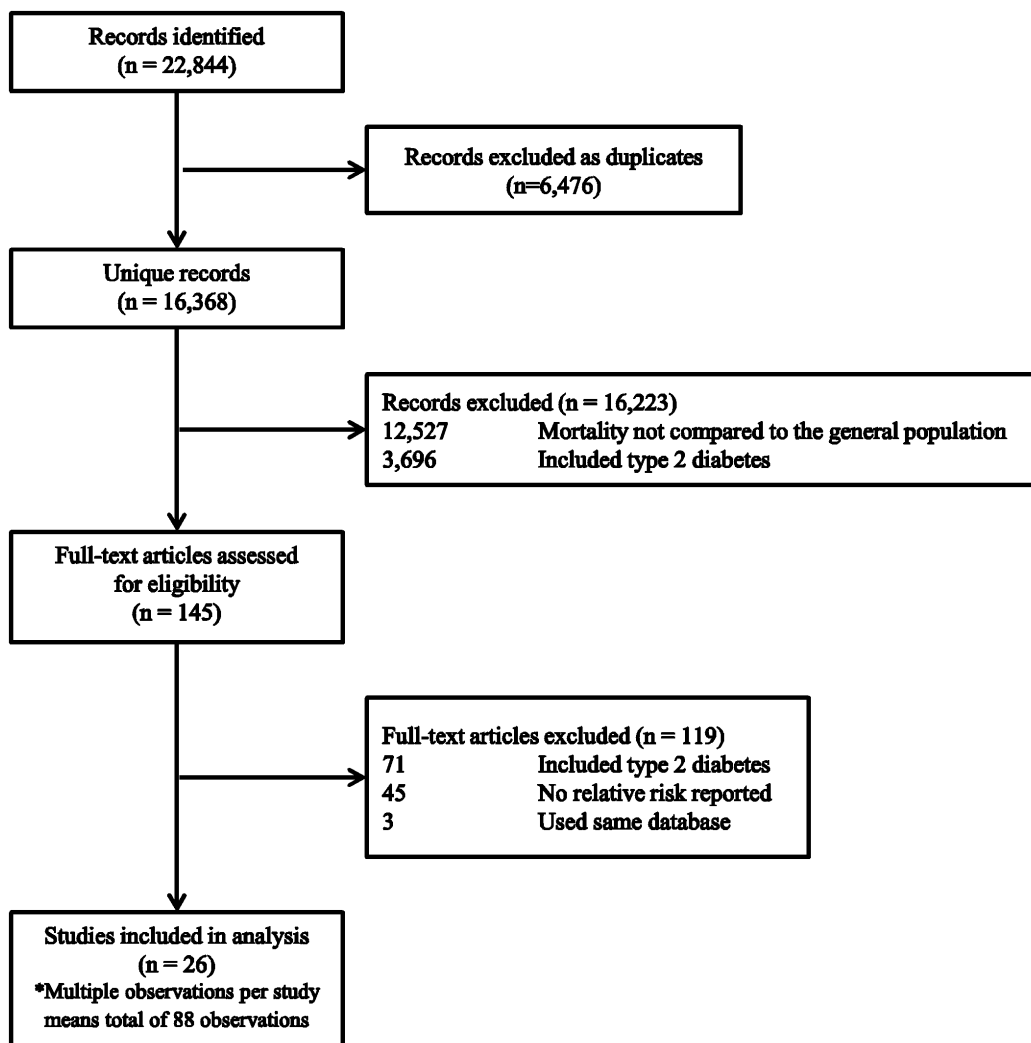 Records identified
(n = 22,844)
Records excluded as duplicates
(n=6,476)
Unique records
(n = 16,368)
Records excluded (n = 16,223)
12,527 Mortality not compared to the general population
3,696 Included type 2 diabetes
Full-text articles assessed
for eligibility
(n = 145)
Full-text articles excluded (n = 119)
71 Included type 2 diabetes
45 No relative risk reported
3 Used same database
Studies included in analysis
(n = 26)
*Multiple observations per study
means total of 88 observations